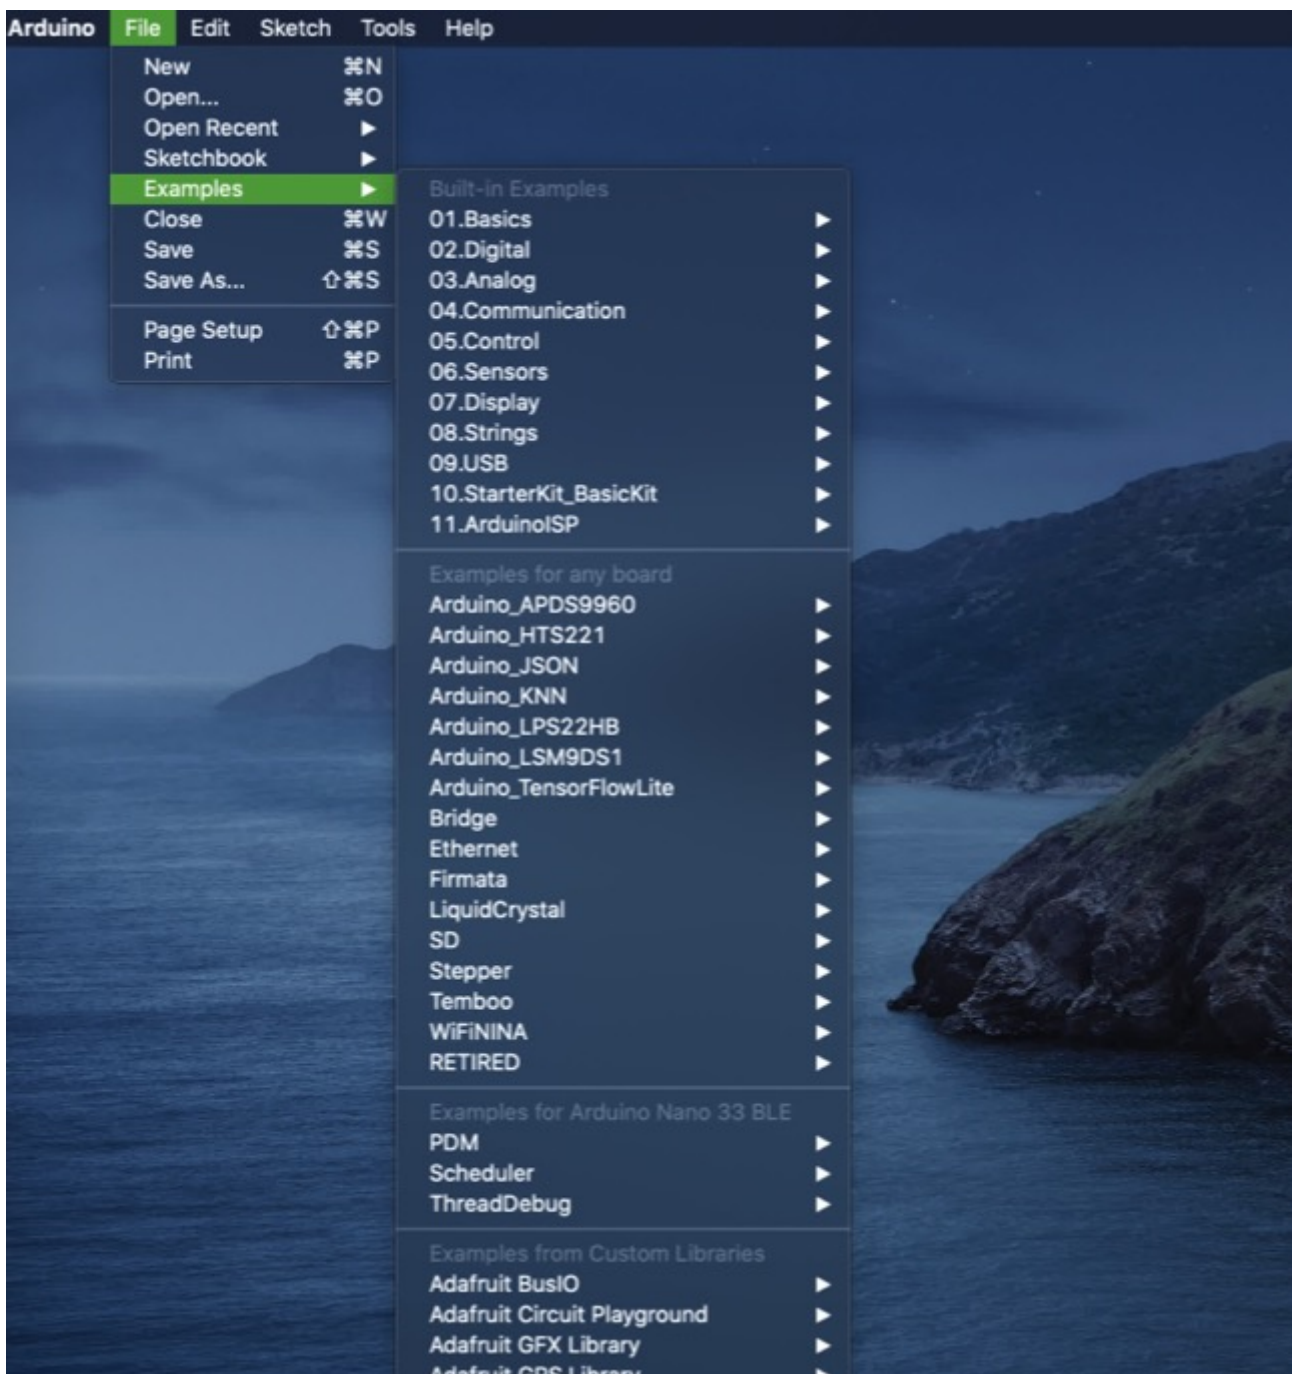 Arduino File Edit Sketch Tools Help
New ⌘N
Open... ⌘O
Open Recent ▶
Sketchbook ▶
Examples ▶
Close ⌘W
Save ⌘S
Save As... ⇧⌘S
Page Setup ⇧⌘P
Print ⌘P
Built-in Examples
01.Basics ▶
02.Digital ▶
03.Analog ▶
04.Communication ▶
05.Control ▶
06.Sensors ▶
07.Display ▶
08.Strings ▶
09.USB ▶
10.StarterKit_BasicKit ▶
11.ArduinoISP ▶
Examples for any board
Arduino_APDS9960 ▶
Arduino_HTS221 ▶
Arduino_JSON ▶
Arduino_KNN ▶
Arduino_LPS22HB ▶
Arduino_LSM9DS1 ▶
Arduino_TensorFlowLite ▶
Bridge ▶
Ethernet ▶
Firmata ▶
LiquidCrystal ▶
SD ▶
Stepper ▶
Temboo ▶
WiFiNINA ▶
RETIRED ▶
Examples for Arduino Nano 33 BLE
PDM ▶
Scheduler ▶
ThreadDebug ▶
Examples from Custom Libraries
Adafruit BusIO ▶
Adafruit Circuit Playground ▶
Adafruit GFX Library ▶
Adafruit GPS Library ▶